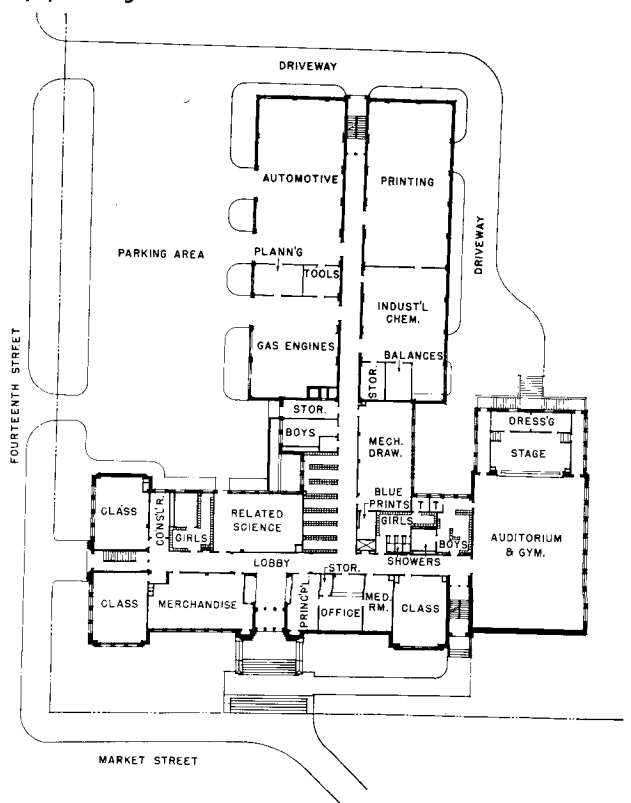 DRIVEWAY
AUTOMOTIVE
PRINTING
PARKING AREA
PLANN'G
TOOLS
DRIVEWAY
INDUST'L
CHEM.
GAS ENGINES
BALANCES
STOR.
FOURTEENTH STREET
STOR.
BOYS
MECH.
DRAW.
DRESS'G
STAGE
CLASS
CONS'L'R.
GIRLS
RELATED
SCIENCE
BLUE
PRINTS
T T
GIRLS
BOYS
AUDITORIUM
& GYM.
LOBBY
STOR.
SHOWERS
CLASS
MERCHANDISE
PRINCP'L.
OFFICE
MED.
RM.
CLASS
MARKET STREET